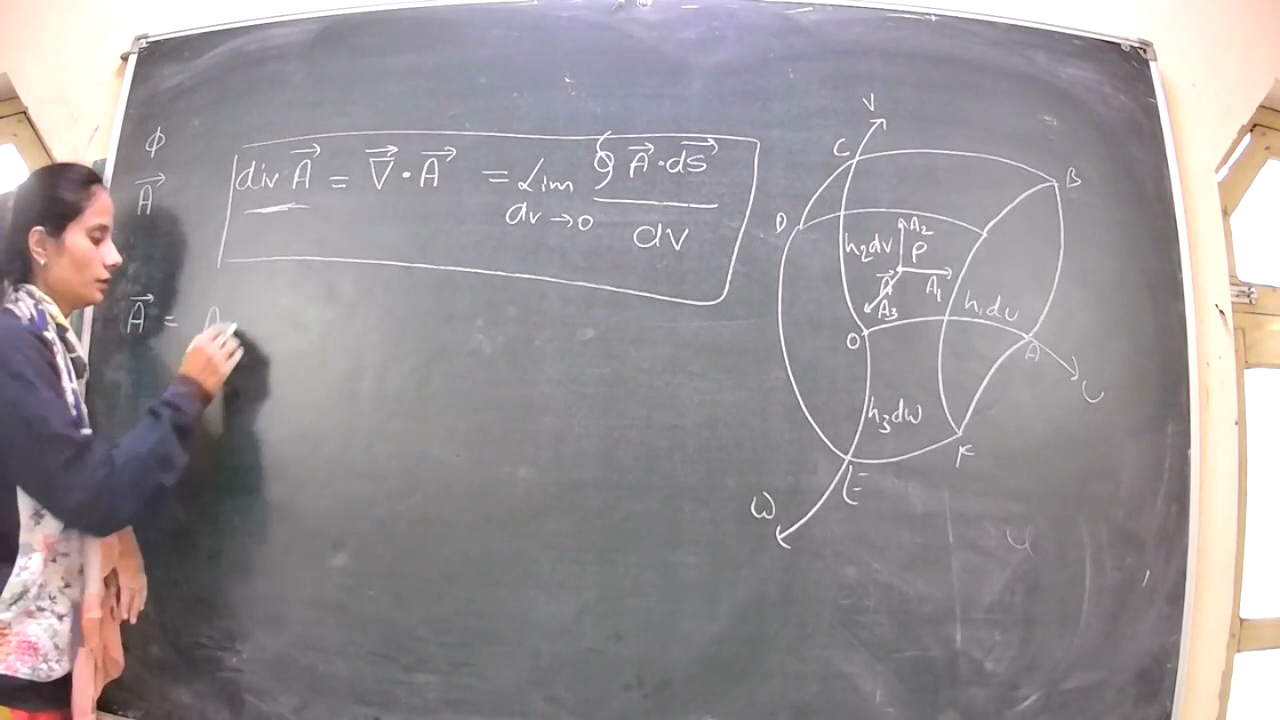 ϕ
A⃗
div A⃗ = ∇⃗ · A⃗ = Lim ∮ A⃗ · ds⃗
dv → 0 dv
A⃗ = A
V
C
B
D
h₂dv
A₂
P
A⃗
A₁
A₃
h₁du
O
A
U
h₃dw
F
E
W
u